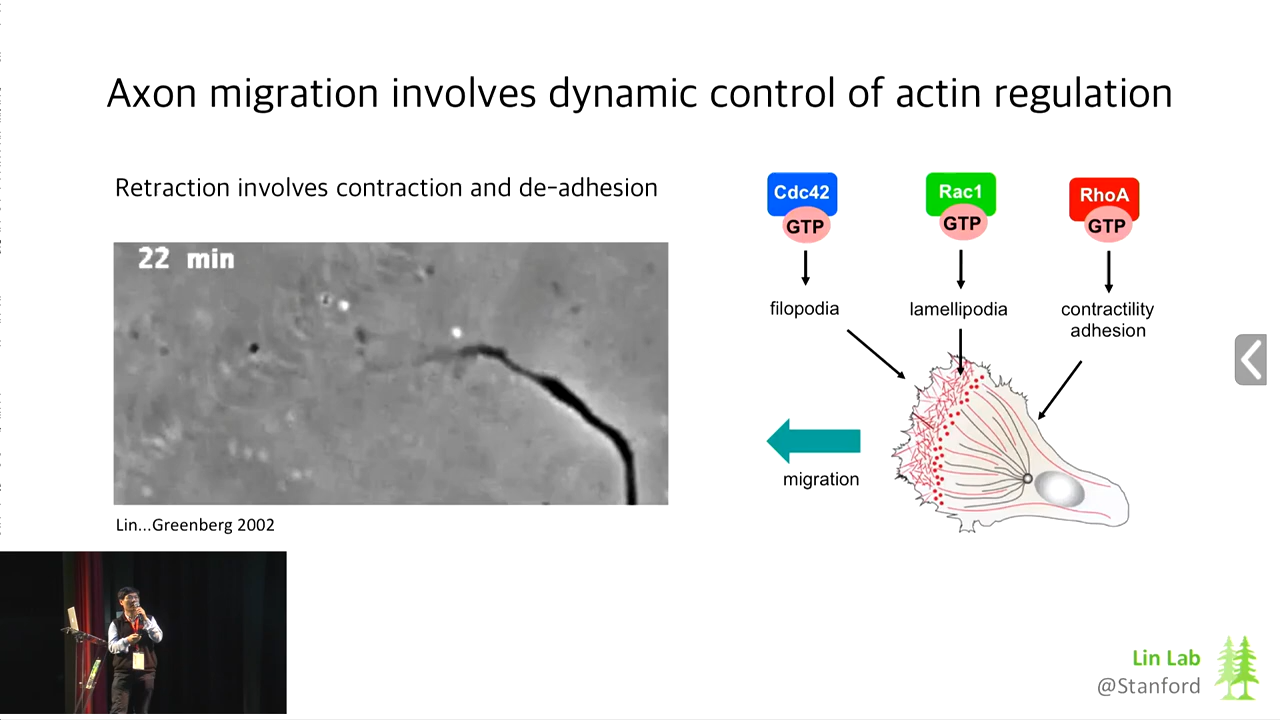 Axon migration involves dynamic control of actin regulation
Retraction involves contraction and de-adhesion
22 min
Lin...Greenberg 2002
Cdc42
GTP
Rac1
GTP
RhoA
GTP
filopodia
lamellipodia
contractility
adhesion
migration
Lin Lab
@Stanford